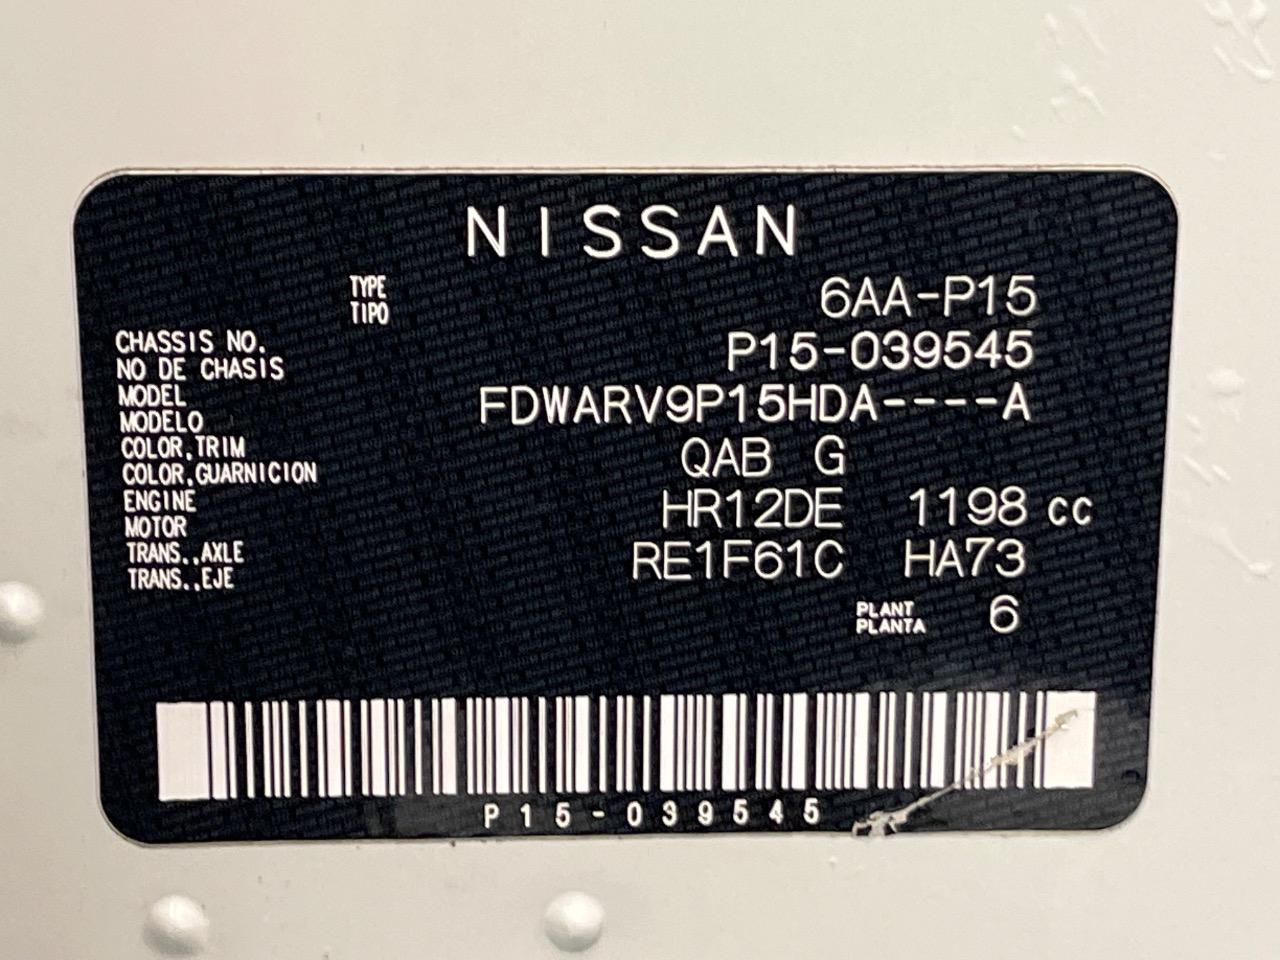 NISSAN
TYPE 6AA-P15
TIPO
CHASSIS NO. P15-039545
NO DE CHASIS
MODEL FDWARV9P15HDA----A
MODELO
COLOR,TRIM QAB G
COLOR,GUARNICION
ENGINE HR12DE 1198 cc
MOTOR
TRANS.,AXLE RE1F61C HA73
TRANS.,EJE
PLANT 6
PLANTA
P15-039545